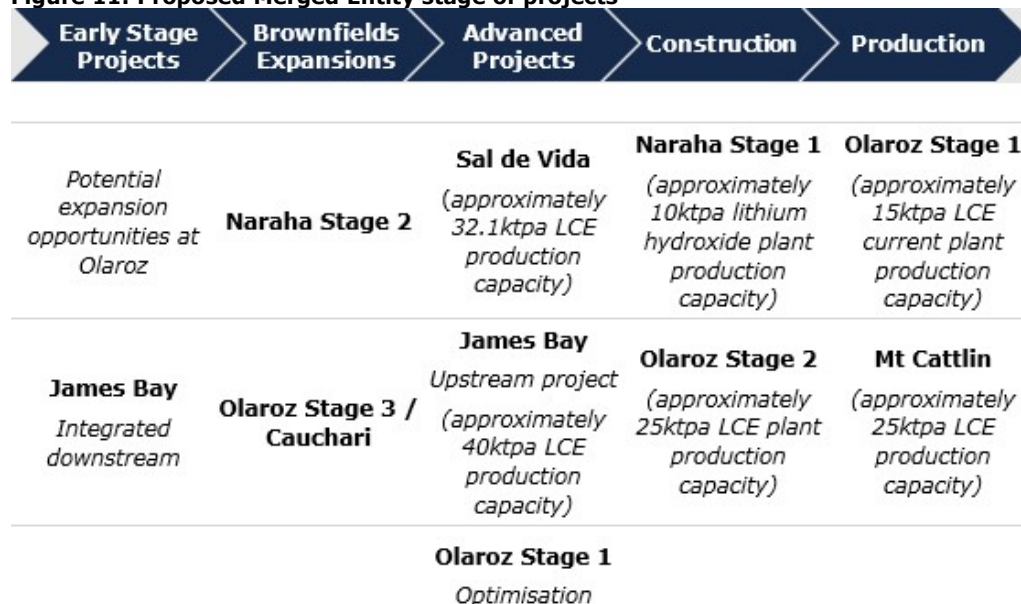 Figure 11: Proposed Merged Entity stage of projects
Early Stage
Projects
Brownfields
Expansions
Advanced
Projects
Construction
Production
Potential
expansion
opportunities at
Olaroz
Naraha Stage 2
Sal de Vida
(approximately
32.1ktpa LCE
production
capacity)
Naraha Stage 1
(approximately
10ktpa lithium
hydroxide plant
production
capacity)
Olaroz Stage 1
(approximately
15ktpa LCE
current plant
production
capacity)
James Bay
Integrated
downstream
Olaroz Stage 3 /
Cauchari
James Bay
Upstream project
(approximately
40ktpa LCE
production
capacity)
Olaroz Stage 2
(approximately
25ktpa LCE plant
production
capacity)
Mt Cattlin
(approximately
25ktpa LCE
production
capacity)
Olaroz Stage 1
Optimisation